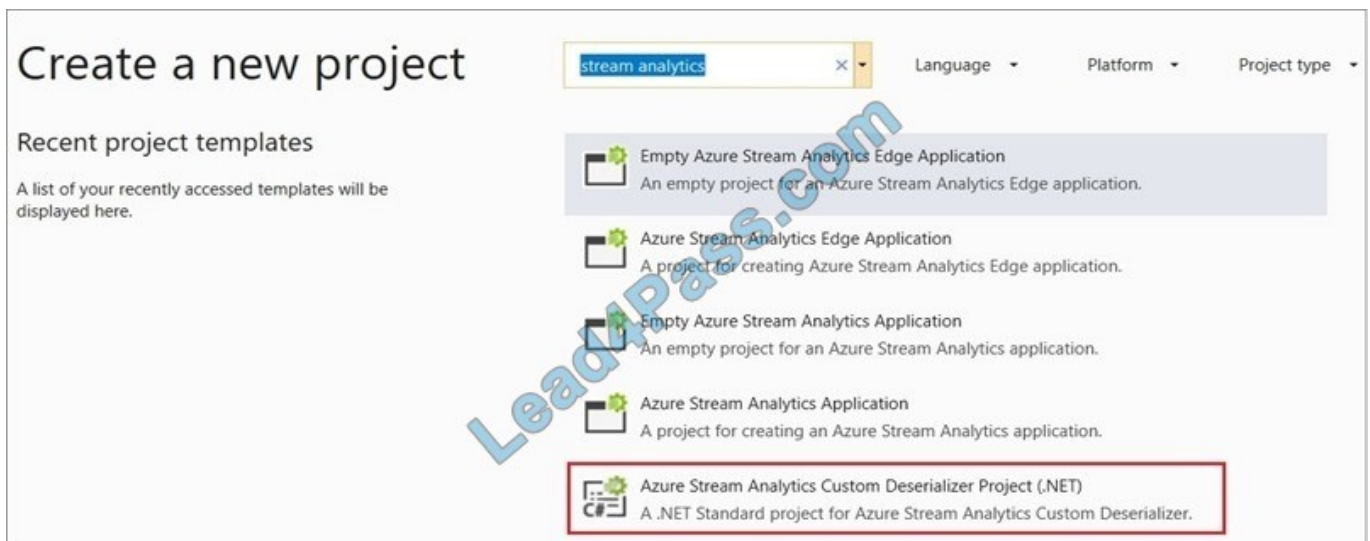 Create a new project
stream analytics
Language
Platform
Project type
Recent project templates
A list of your recently accessed templates will be
displayed here.
Empty Azure Stream Analytics Edge Application
An empty project for an Azure Stream Analytics Edge application.
Azure Stream Analytics Edge Application
A project for creating Azure Stream Analytics Edge application.
Empty Azure Stream Analytics Application
An empty project for an Azure Stream Analytics application.
Azure Stream Analytics Application
A project for creating an Azure Stream Analytics application.
C#
Azure Stream Analytics Custom Deserializer Project (.NET)
A .NET Standard project for Azure Stream Analytics Custom Deserializer.
Lead4Pass.com